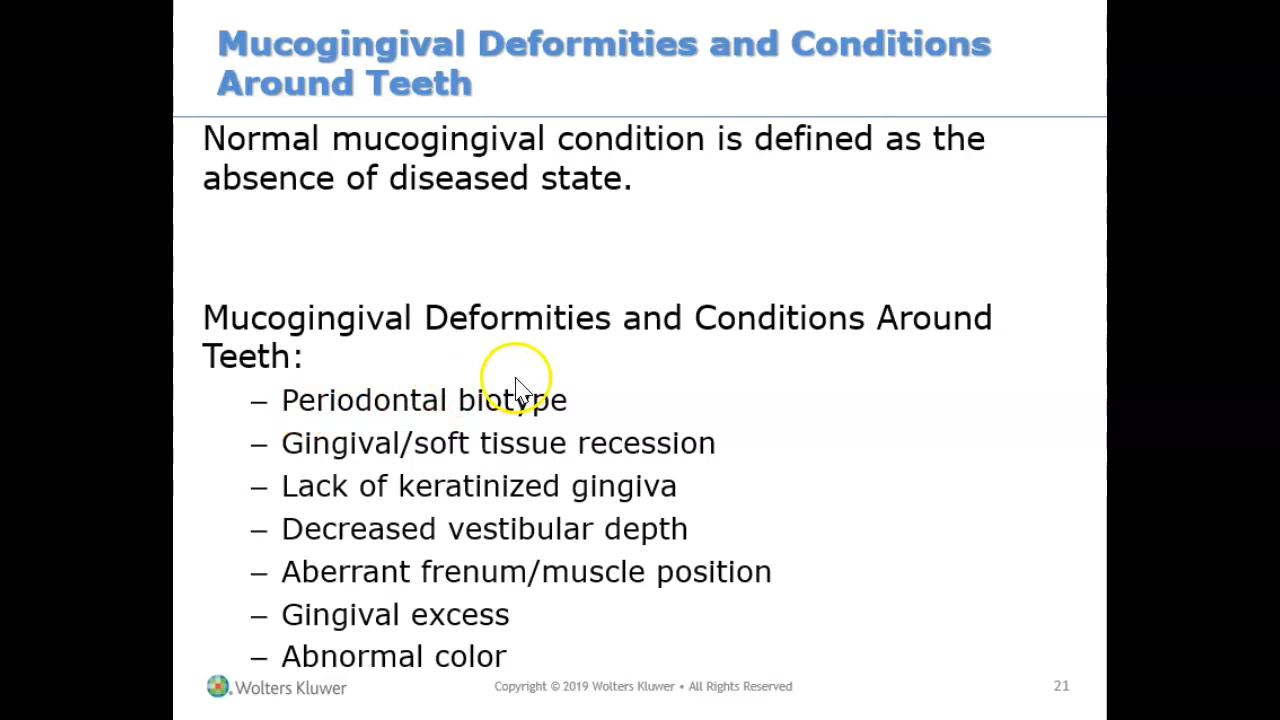 Mucogingival Deformities and Conditions
Around Teeth
Normal mucogingival condition is defined as the
absence of diseased state.
Mucogingival Deformities and Conditions Around
Teeth:
– Periodontal biotype
– Gingival/soft tissue recession
– Lack of keratinized gingiva
– Decreased vestibular depth
– Aberrant frenum/muscle position
– Gingival excess
– Abnormal color
Wolters Kluwer
Copyright © 2019 Wolters Kluwer • All Rights Reserved
21